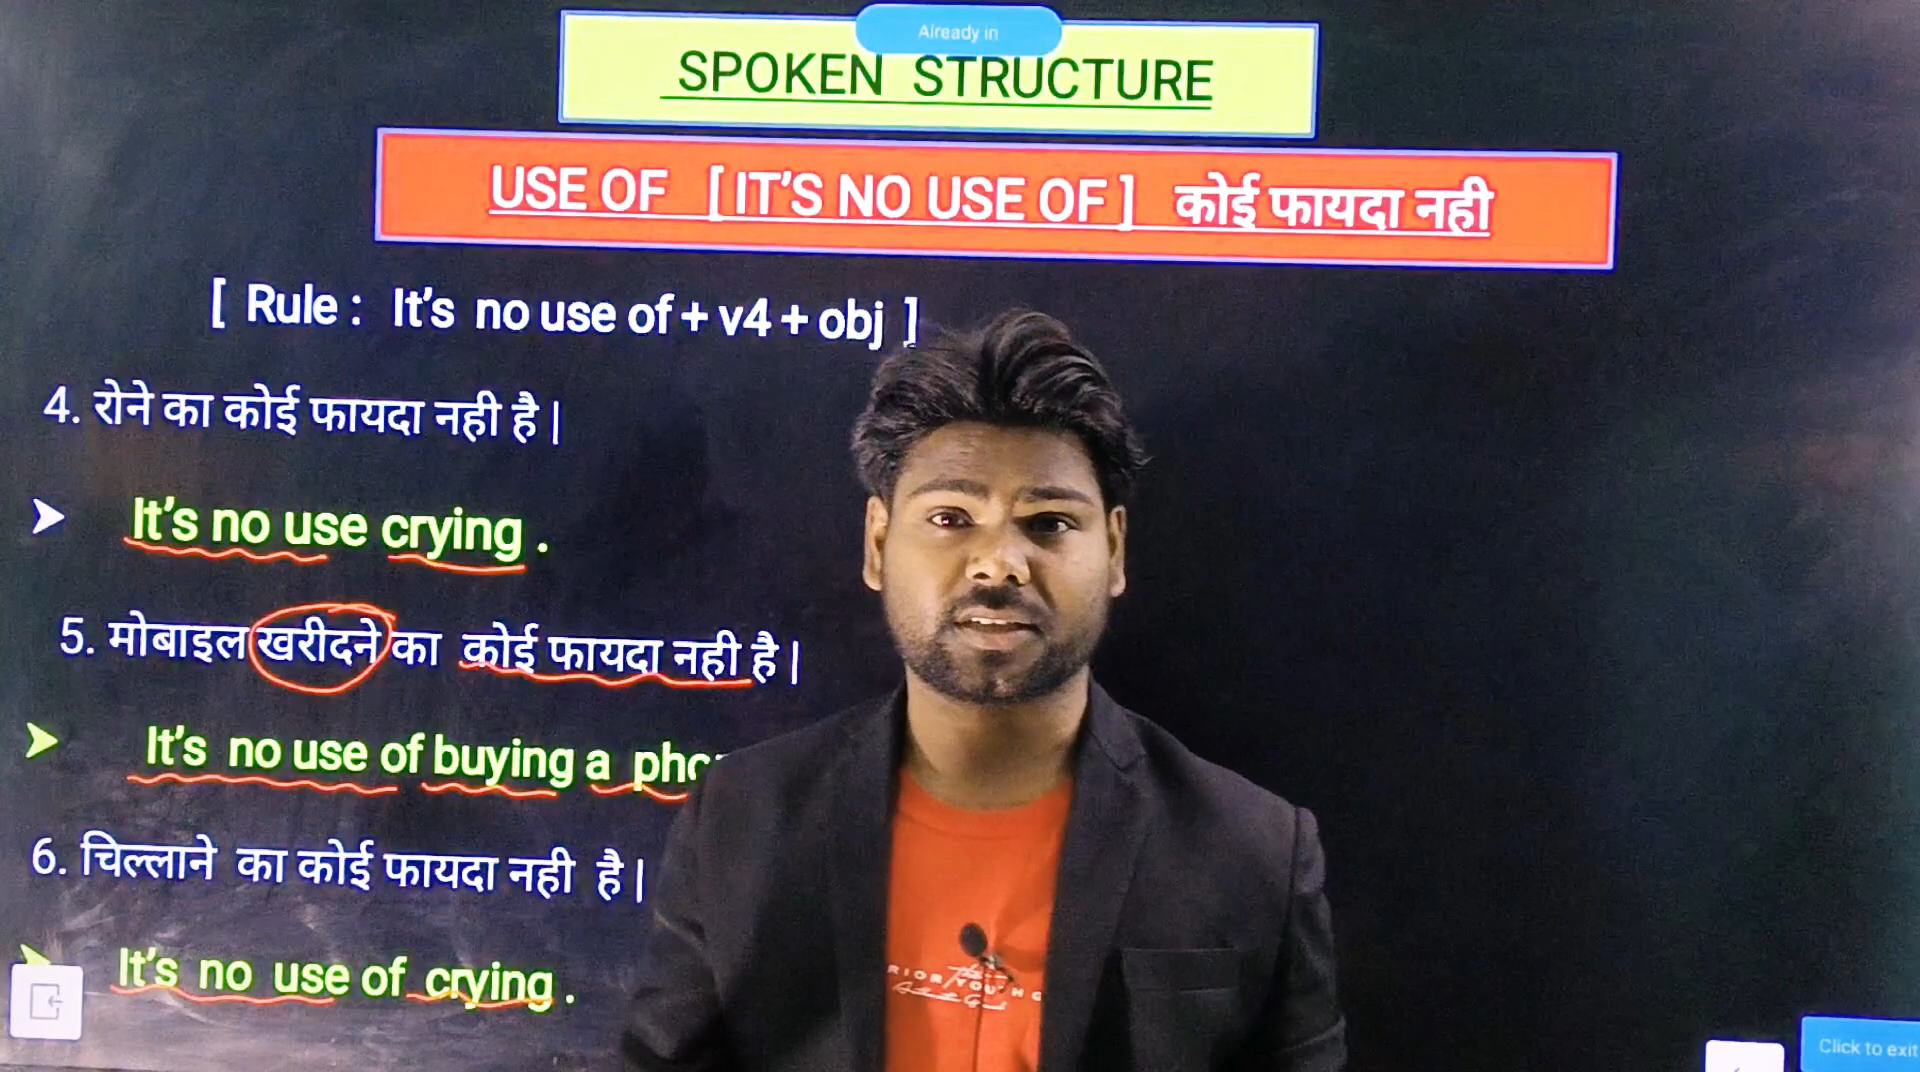 Already in
SPOKEN STRUCTURE
USE OF [ IT'S NO USE OF ] कोई फायदा नही
[ Rule : It's no use of + v4 + obj ]
4. रोने का कोई फायदा नही है |
➤ It's no use crying .
5. मोबाइल खरीदने का कोई फायदा नही है |
➤ It's no use of buying a
6. चिल्लाने का कोई फायदा नही है |
➤ It's no use of crying .
Click to exit